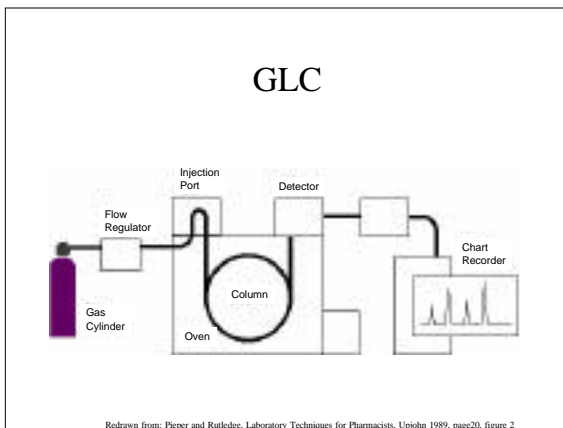 GLC
Injection
Port
Detector
Flow
Regulator
Chart
Recorder
Column
Gas
Cylinder
Oven
Redrawn from: Pieper and Rutledge, Laboratory Techniques for Pharmacists, Upjohn 1989, page20, figure 2